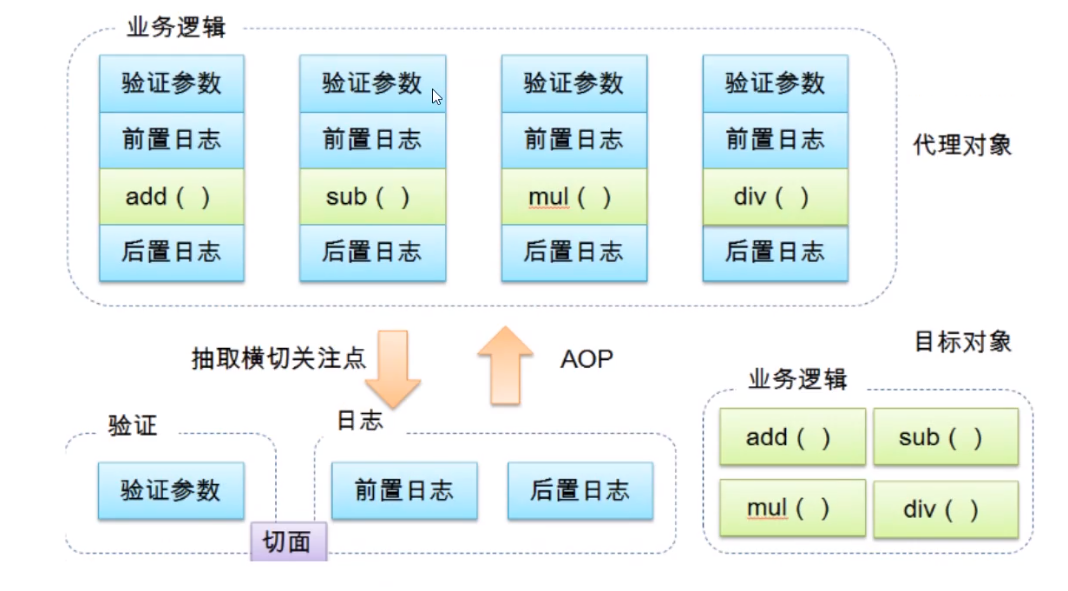 业务逻辑
验证参数 验证参数 验证参数 验证参数
前置日志 前置日志 前置日志 前置日志
add ( ) sub ( ) mul ( ) div ( )
后置日志 后置日志 后置日志 后置日志
代理对象
抽取横切关注点
AOP
目标对象
业务逻辑
add ( ) sub ( )
mul ( ) div ( )
验证
日志
验证参数 前置日志 后置日志
切面